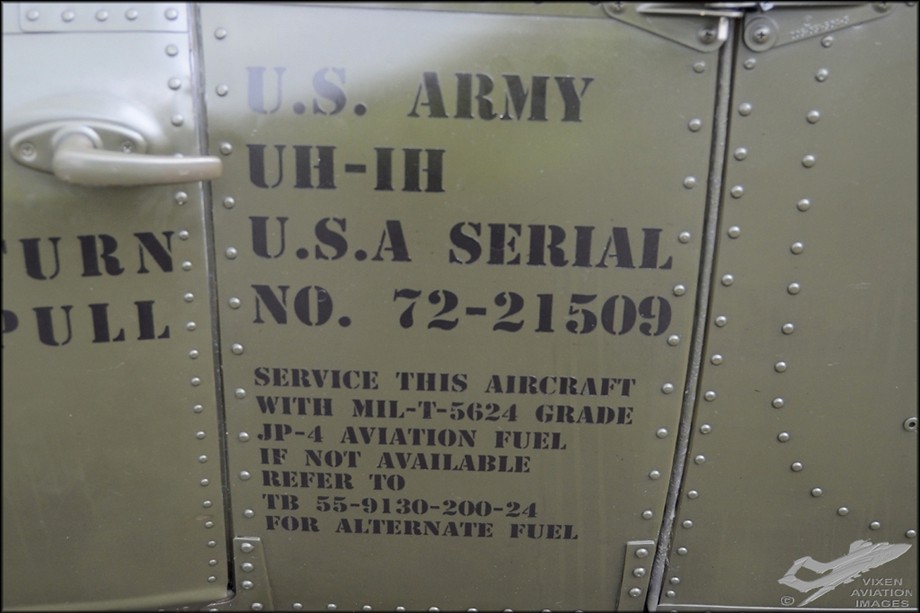 U.S. ARMY
UH-1H
U.S.A SERIAL
NO. 72-21509
TURN
PULL
SERVICE THIS AIRCRAFT
WITH MIL-T-5624 GRADE
JP-4 AVIATION FUEL
IF NOT AVAILABLE
REFER TO
TB 55-9130-200-24
FOR ALTERNATE FUEL
© VIXEN
AVIATION
IMAGES